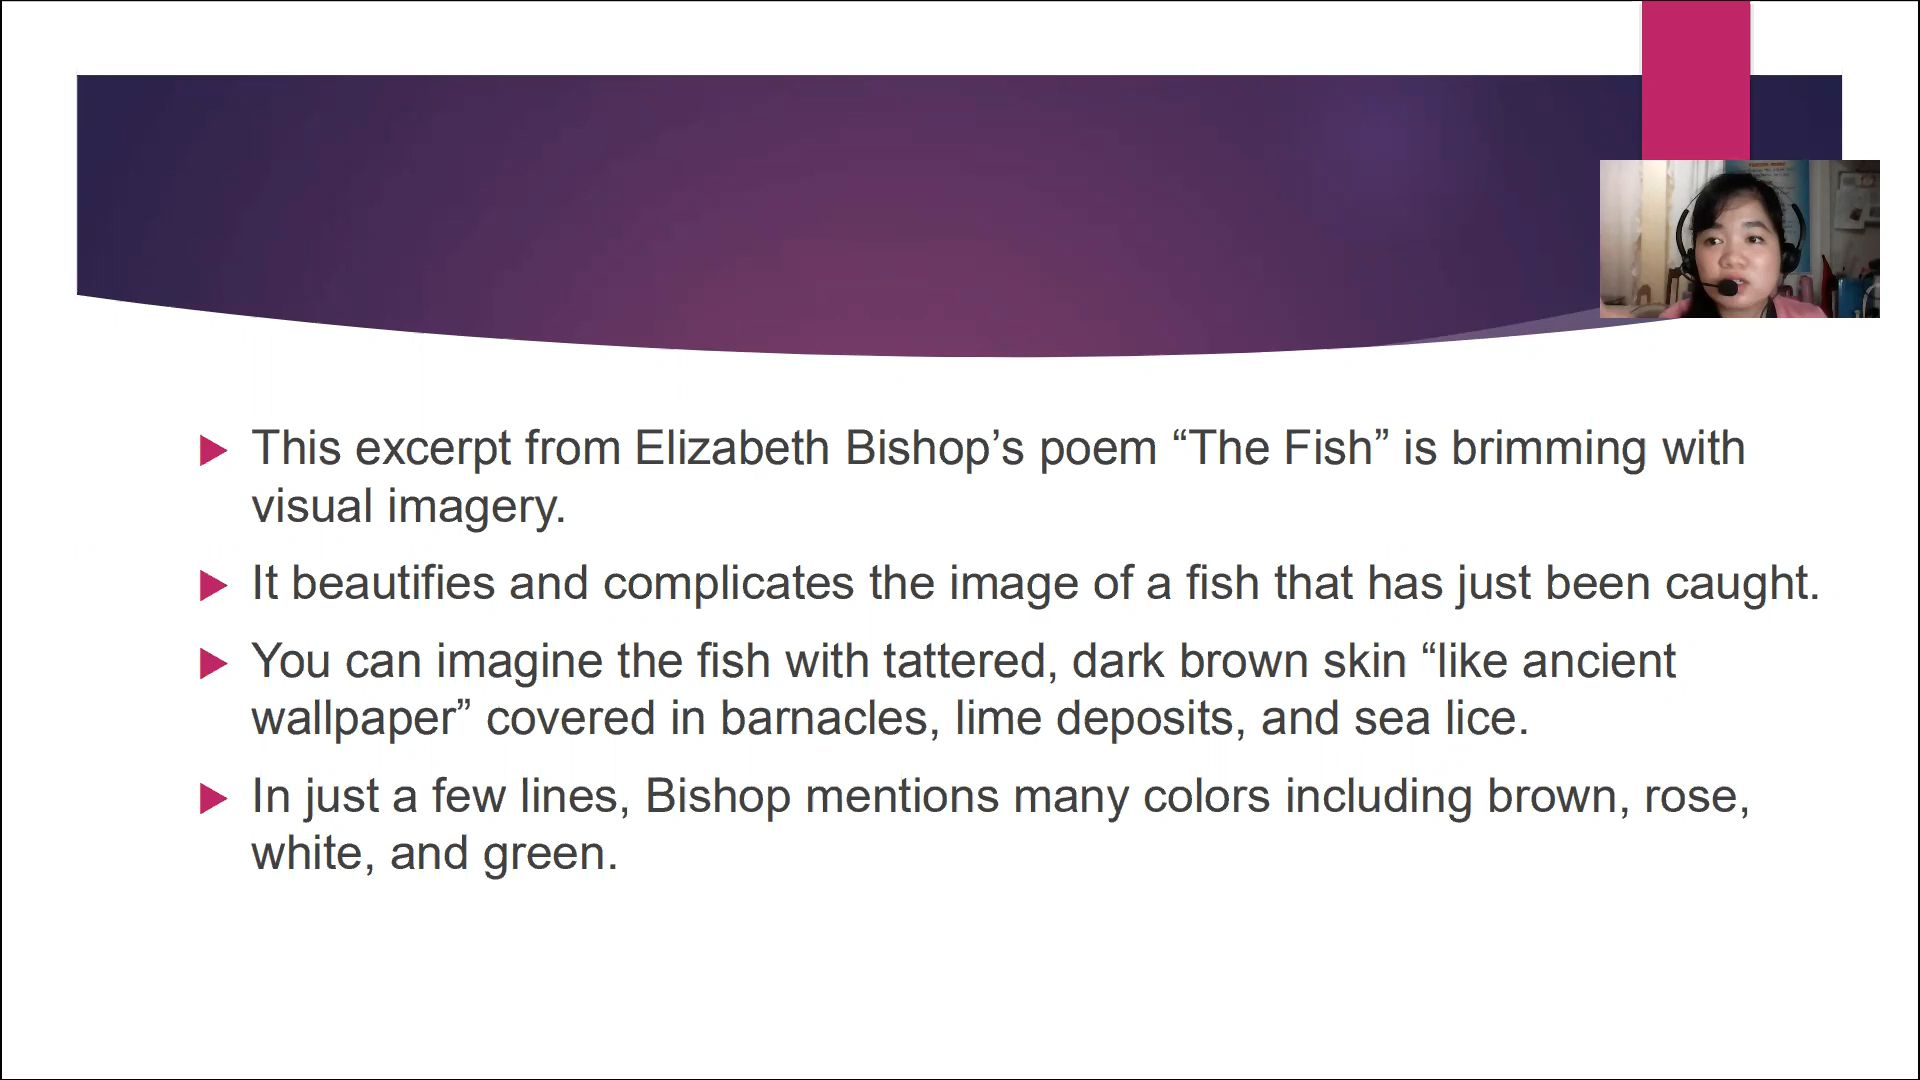 This excerpt from Elizabeth Bishop’s poem “The Fish” is brimming with
visual imagery.
It beautifies and complicates the image of a fish that has just been caught.
You can imagine the fish with tattered, dark brown skin “like ancient
wallpaper” covered in barnacles, lime deposits, and sea lice.
In just a few lines, Bishop mentions many colors including brown, rose,
white, and green.